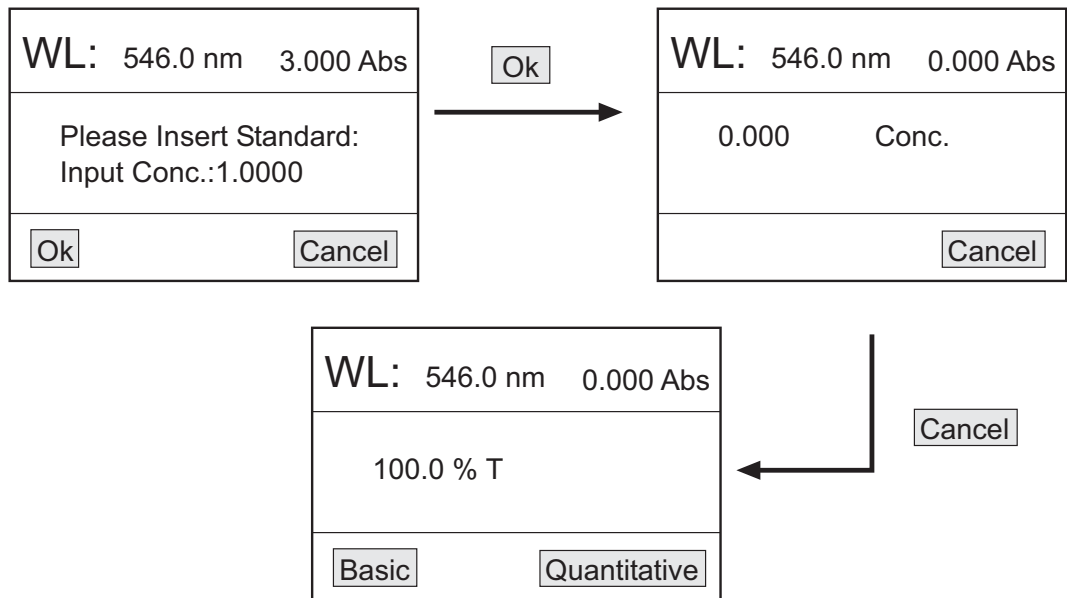 WL: 546.0 nm 3.000 Abs
Please Insert Standard:
Input Conc.:1.0000
Ok Cancel
Ok
WL: 546.0 nm 0.000 Abs
0.000 Conc.
Cancel
Cancel
WL: 546.0 nm 0.000 Abs
100.0 % T
Basic Quantitative